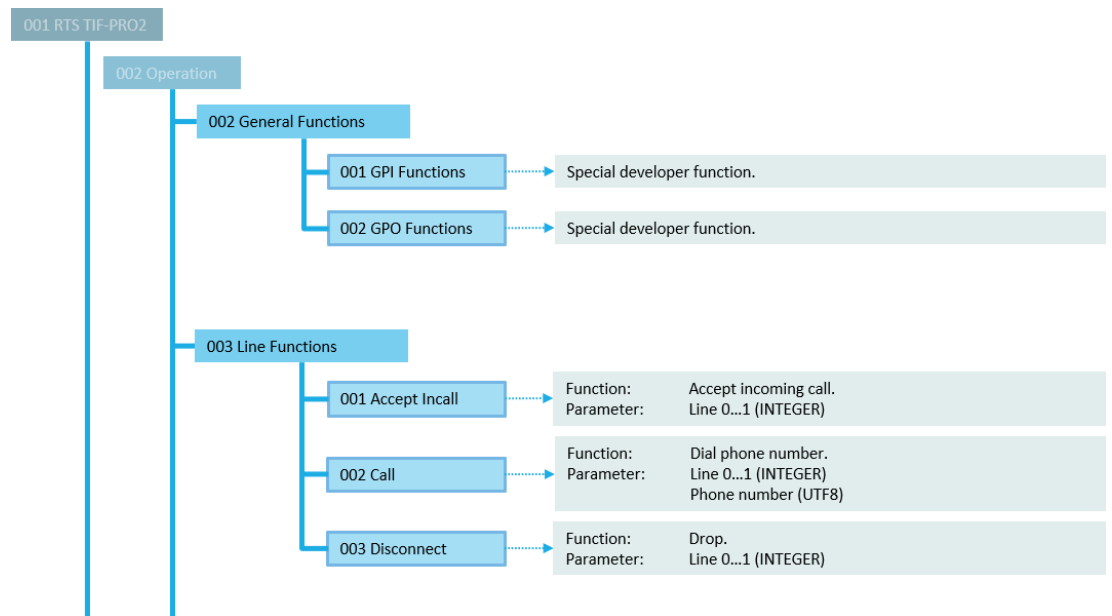 001 RTS TIF-PRO2
002 Operation
002 General Functions
001 GPI Functions
Special developer function.
002 GPO Functions
Special developer function.
003 Line Functions
001 Accept Incall
Function: Accept incoming call.
Parameter: Line 0...1 (INTEGER)
002 Call
Function: Dial phone number.
Parameter: Line 0...1 (INTEGER)
Phone number (UTF8)
003 Disconnect
Function: Drop.
Parameter: Line 0...1 (INTEGER)